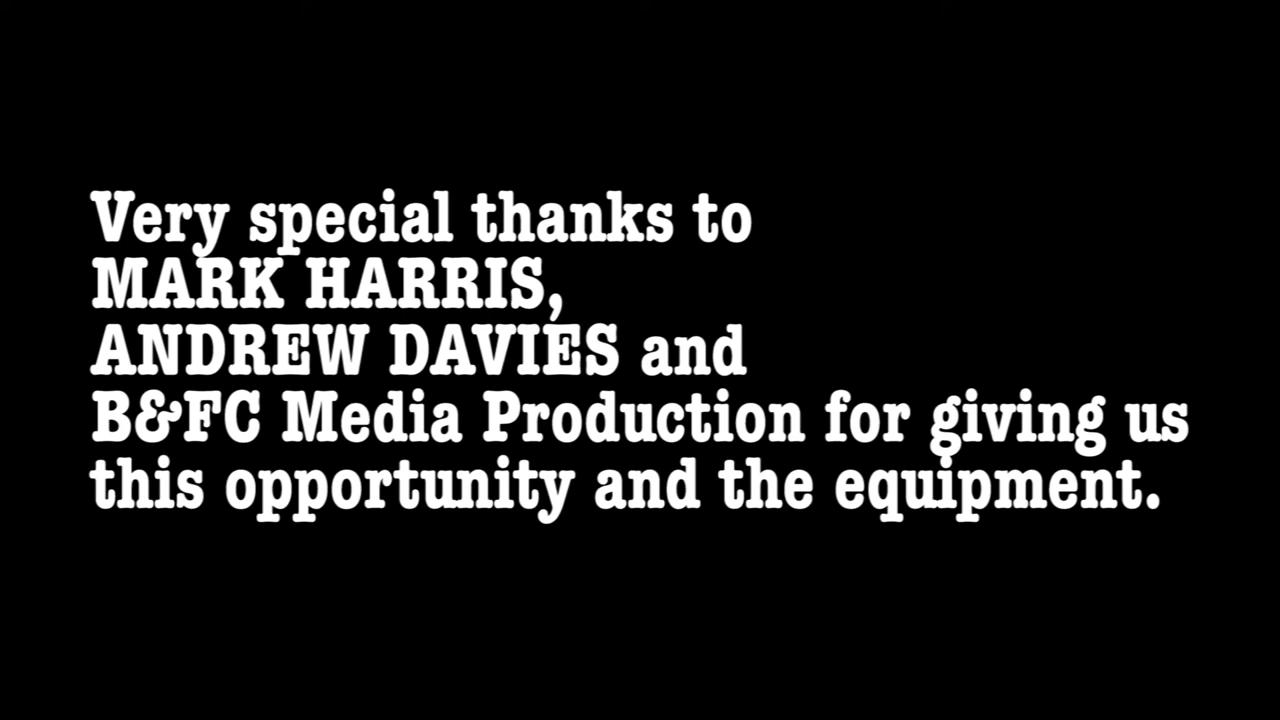 Very special thanks to
MARK HARRIS,
ANDREW DAVIES and
B&FC Media Production for giving us
this opportunity and the equipment.